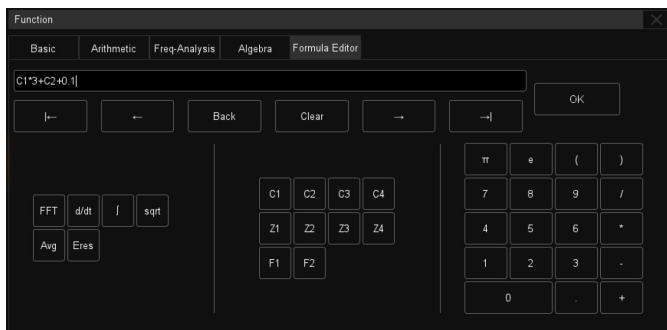 Function
Basic Arithmetic Freq-Analysis Algebra Formula Editor
C1*3+C2+0.1
OK
|← ← Back Clear → →|
π e ( )
FFT d/dt ∫ sqrt C1 C2 C3 C4 7 8 9 /
Avg Eres Z1 Z2 Z3 Z4 4 5 6 *
F1 F2 1 2 3 -
0 . +